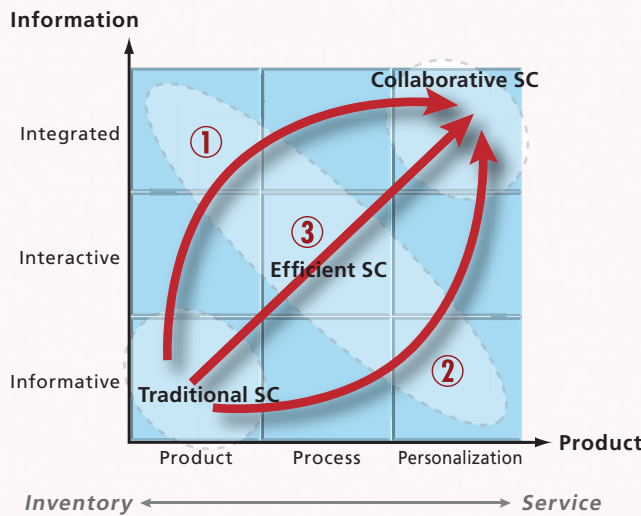 Information
Collaborative SC
Integrated
①
③
Interactive
Efficient SC
②
Informative
Traditional SC
Product
Product Process Personalization
Inventory Service